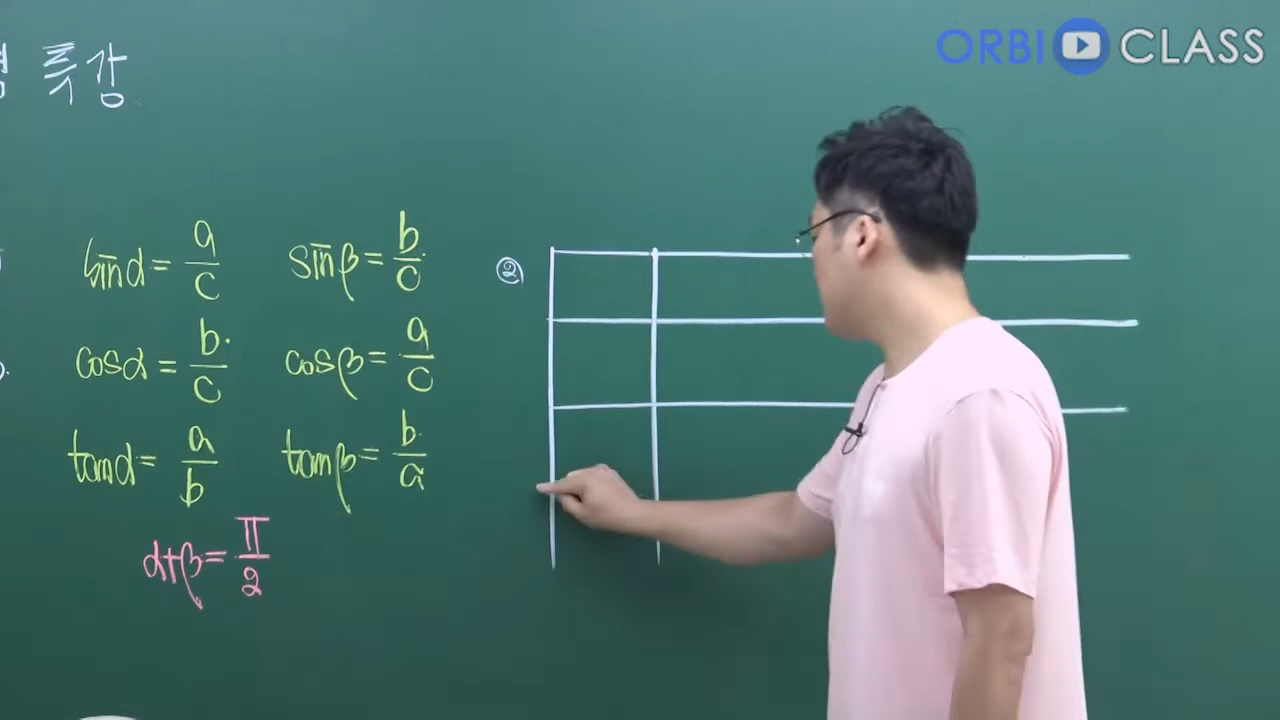 특강
ORBI CLASS
sinα = a/c
sinβ = b/c
②
cosα = b/c
cosβ = a/c
tanα = a/b
tanβ = b/a
α+β = π/2